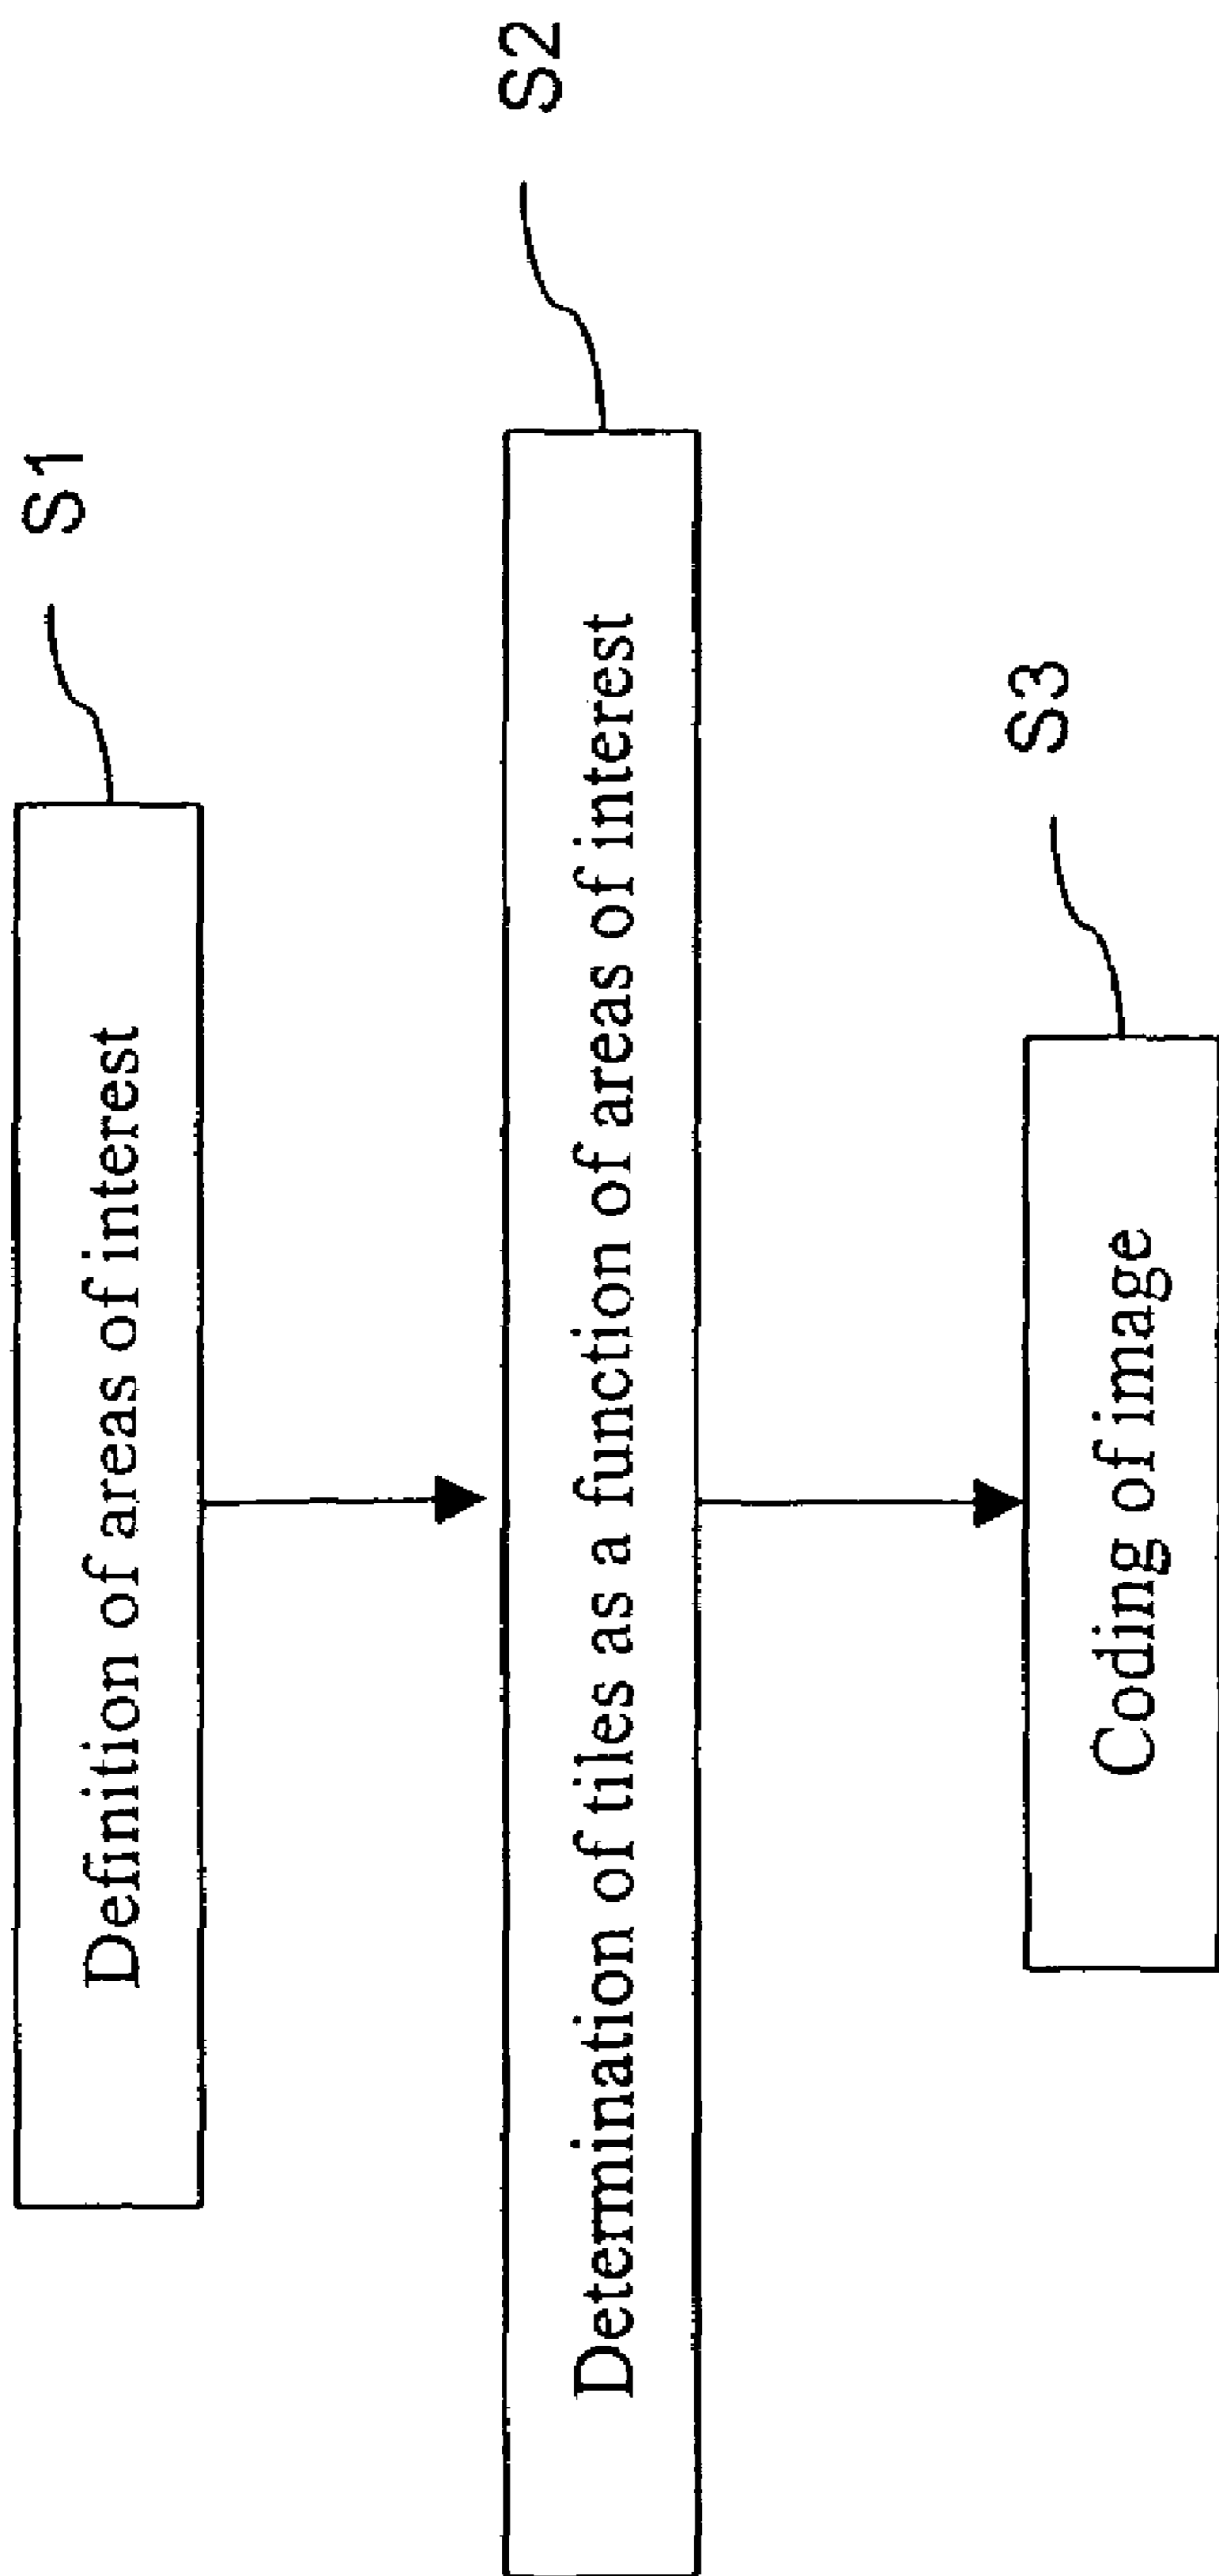 Definition of areas of interest
S1
Determination of tiles as a function of areas of interest
S2
Coding of image
S3